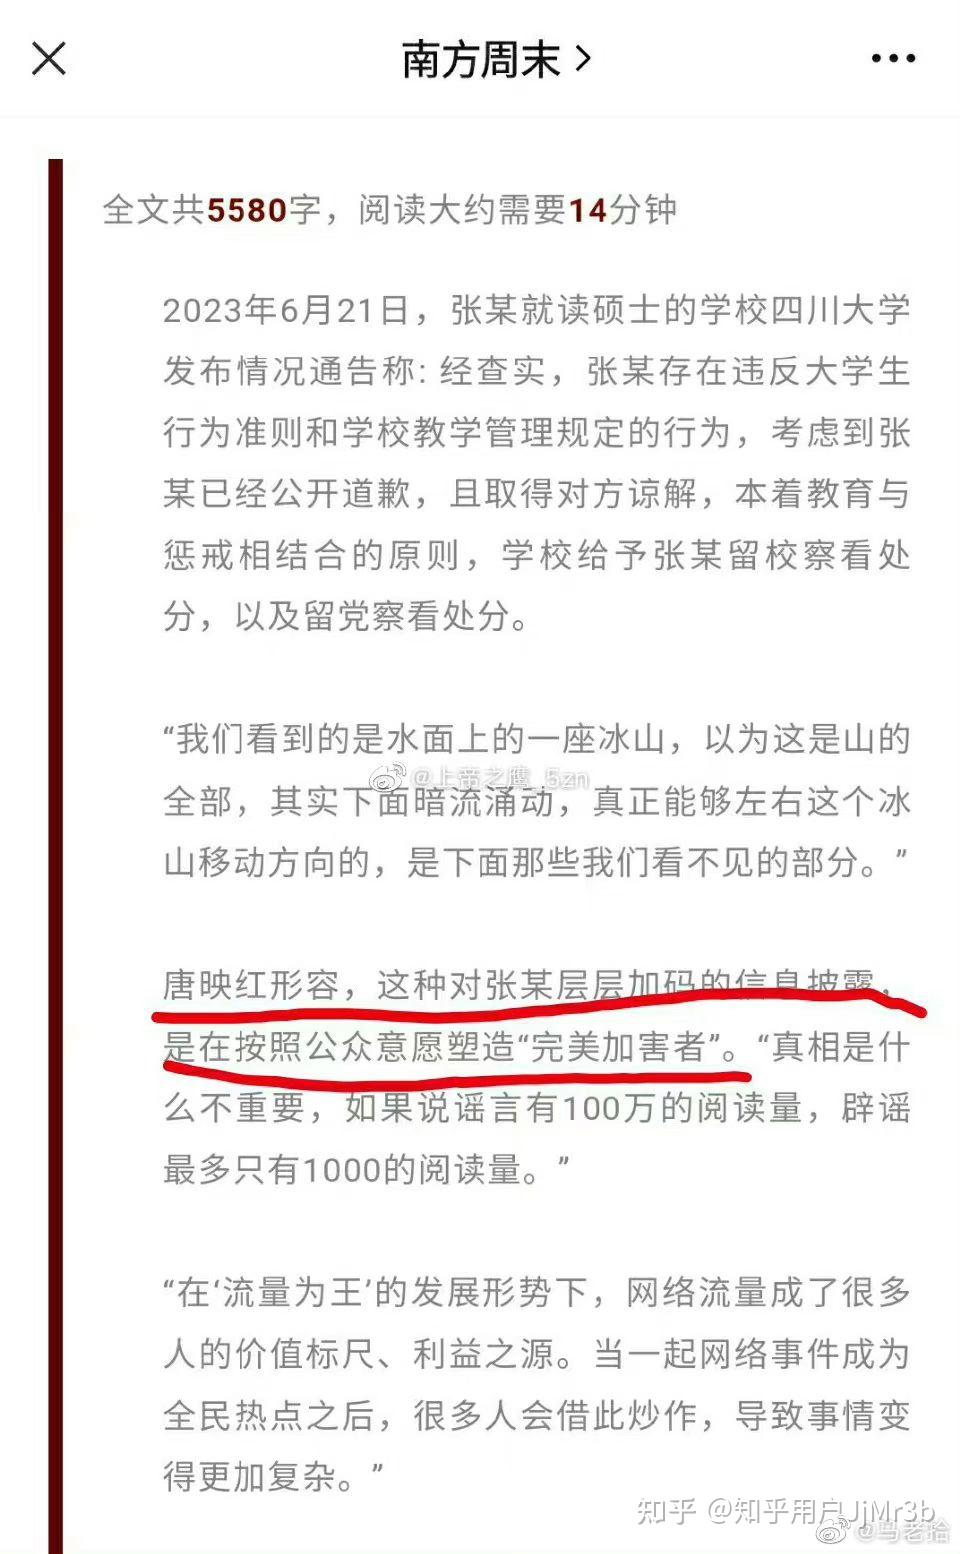 南方周末
全文共5580字，阅读大约需要14分钟
2023年6月21日，张某就读硕士的学校四川大学
发布情况通告称: 经查实，张某存在违反大学生
行为准则和学校教学管理规定的行为，考虑到张
某已经公开道歉，且取得对方谅解，本着教育与
惩戒相结合的原则，学校给予张某留校察看处
分，以及留党察看处分。
“我们看到的是水面上的一座冰山，以为这是山的
@上帝之鹰_5zn
全部，其实下面暗流涌动，真正能够左右这个冰
山移动方向的，是下面那些我们看不见的部分。”
唐映红形容，这种对张某层层加码的信息披露，
是在按照公众意愿塑造“完美加害者”。“真相是什
么不重要，如果说谣言有100万的阅读量，辟谣
最多只有1000的阅读量。”
“在‘流量为王’的发展形势下，网络流量成了很多
人的价值标尺、利益之源。当一起网络事件成为
全民热点之后，很多人会借此炒作，导致事情变
得更加复杂。”
知乎 @知乎用户JjMr3b
@马老拾